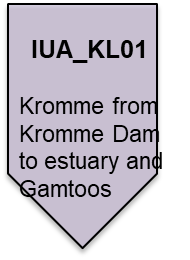 IUA_KL01
Kromme from
Kromme Dam
to estuary and
Gamtoos